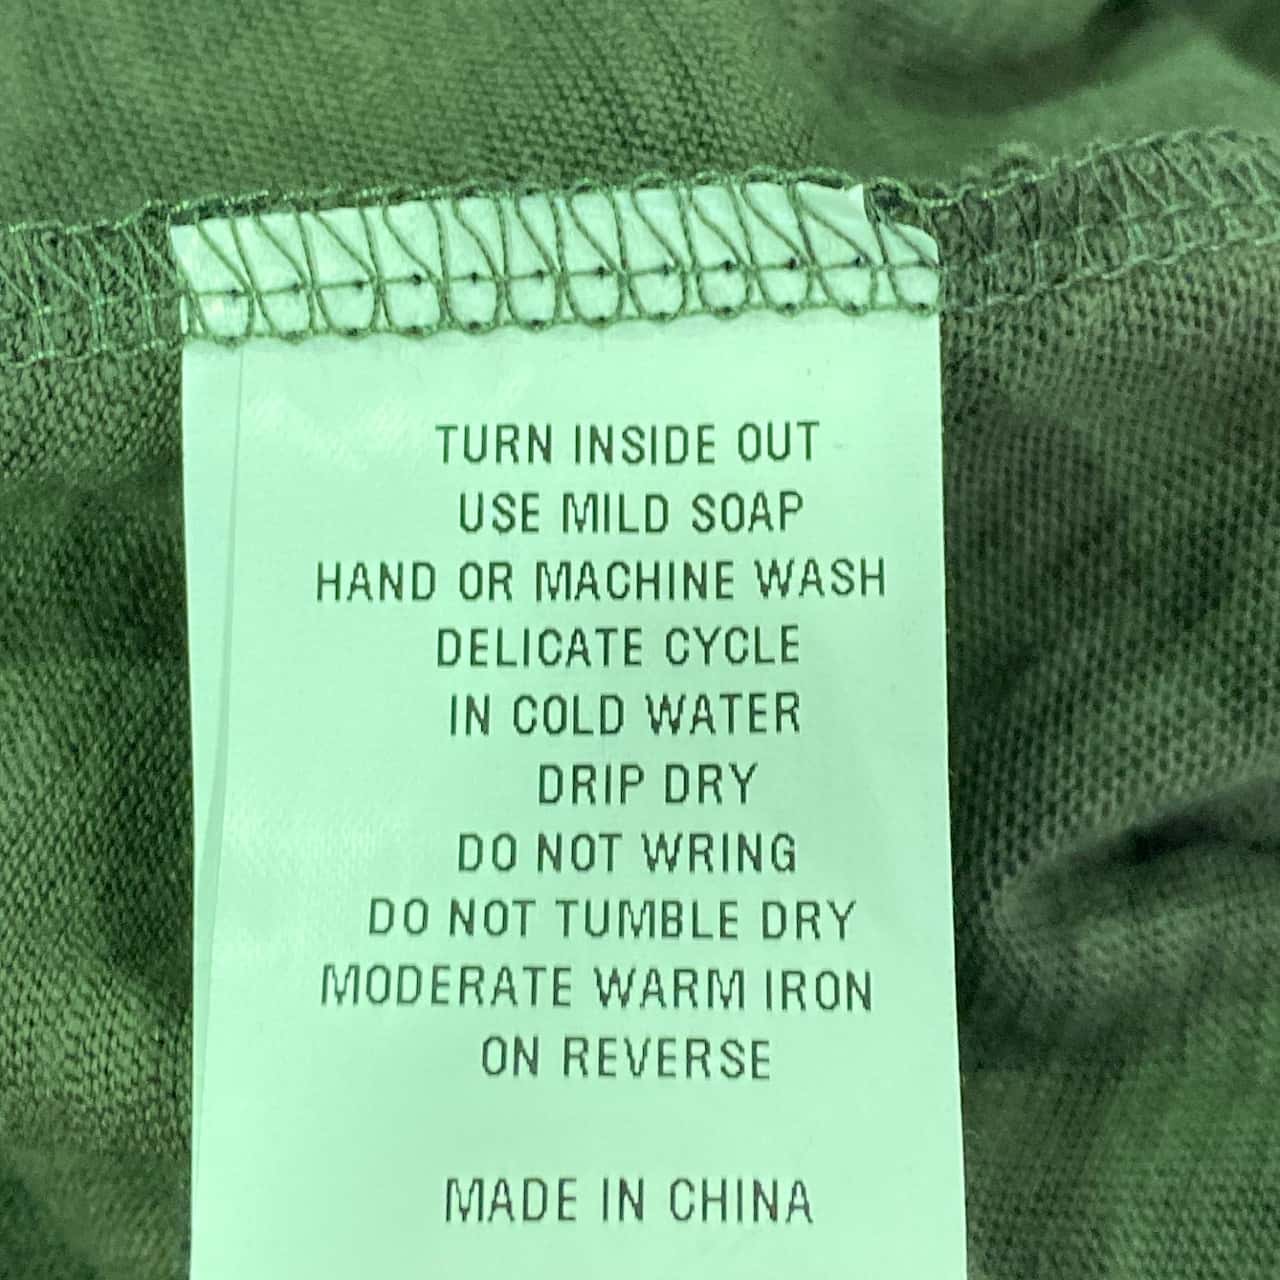 TURN INSIDE OUT
USE MILD SOAP
HAND OR MACHINE WASH
DELICATE CYCLE
IN COLD WATER
DRIP DRY
DO NOT WRING
DO NOT TUMBLE DRY
MODERATE WARM IRON
ON REVERSE
MADE IN CHINA